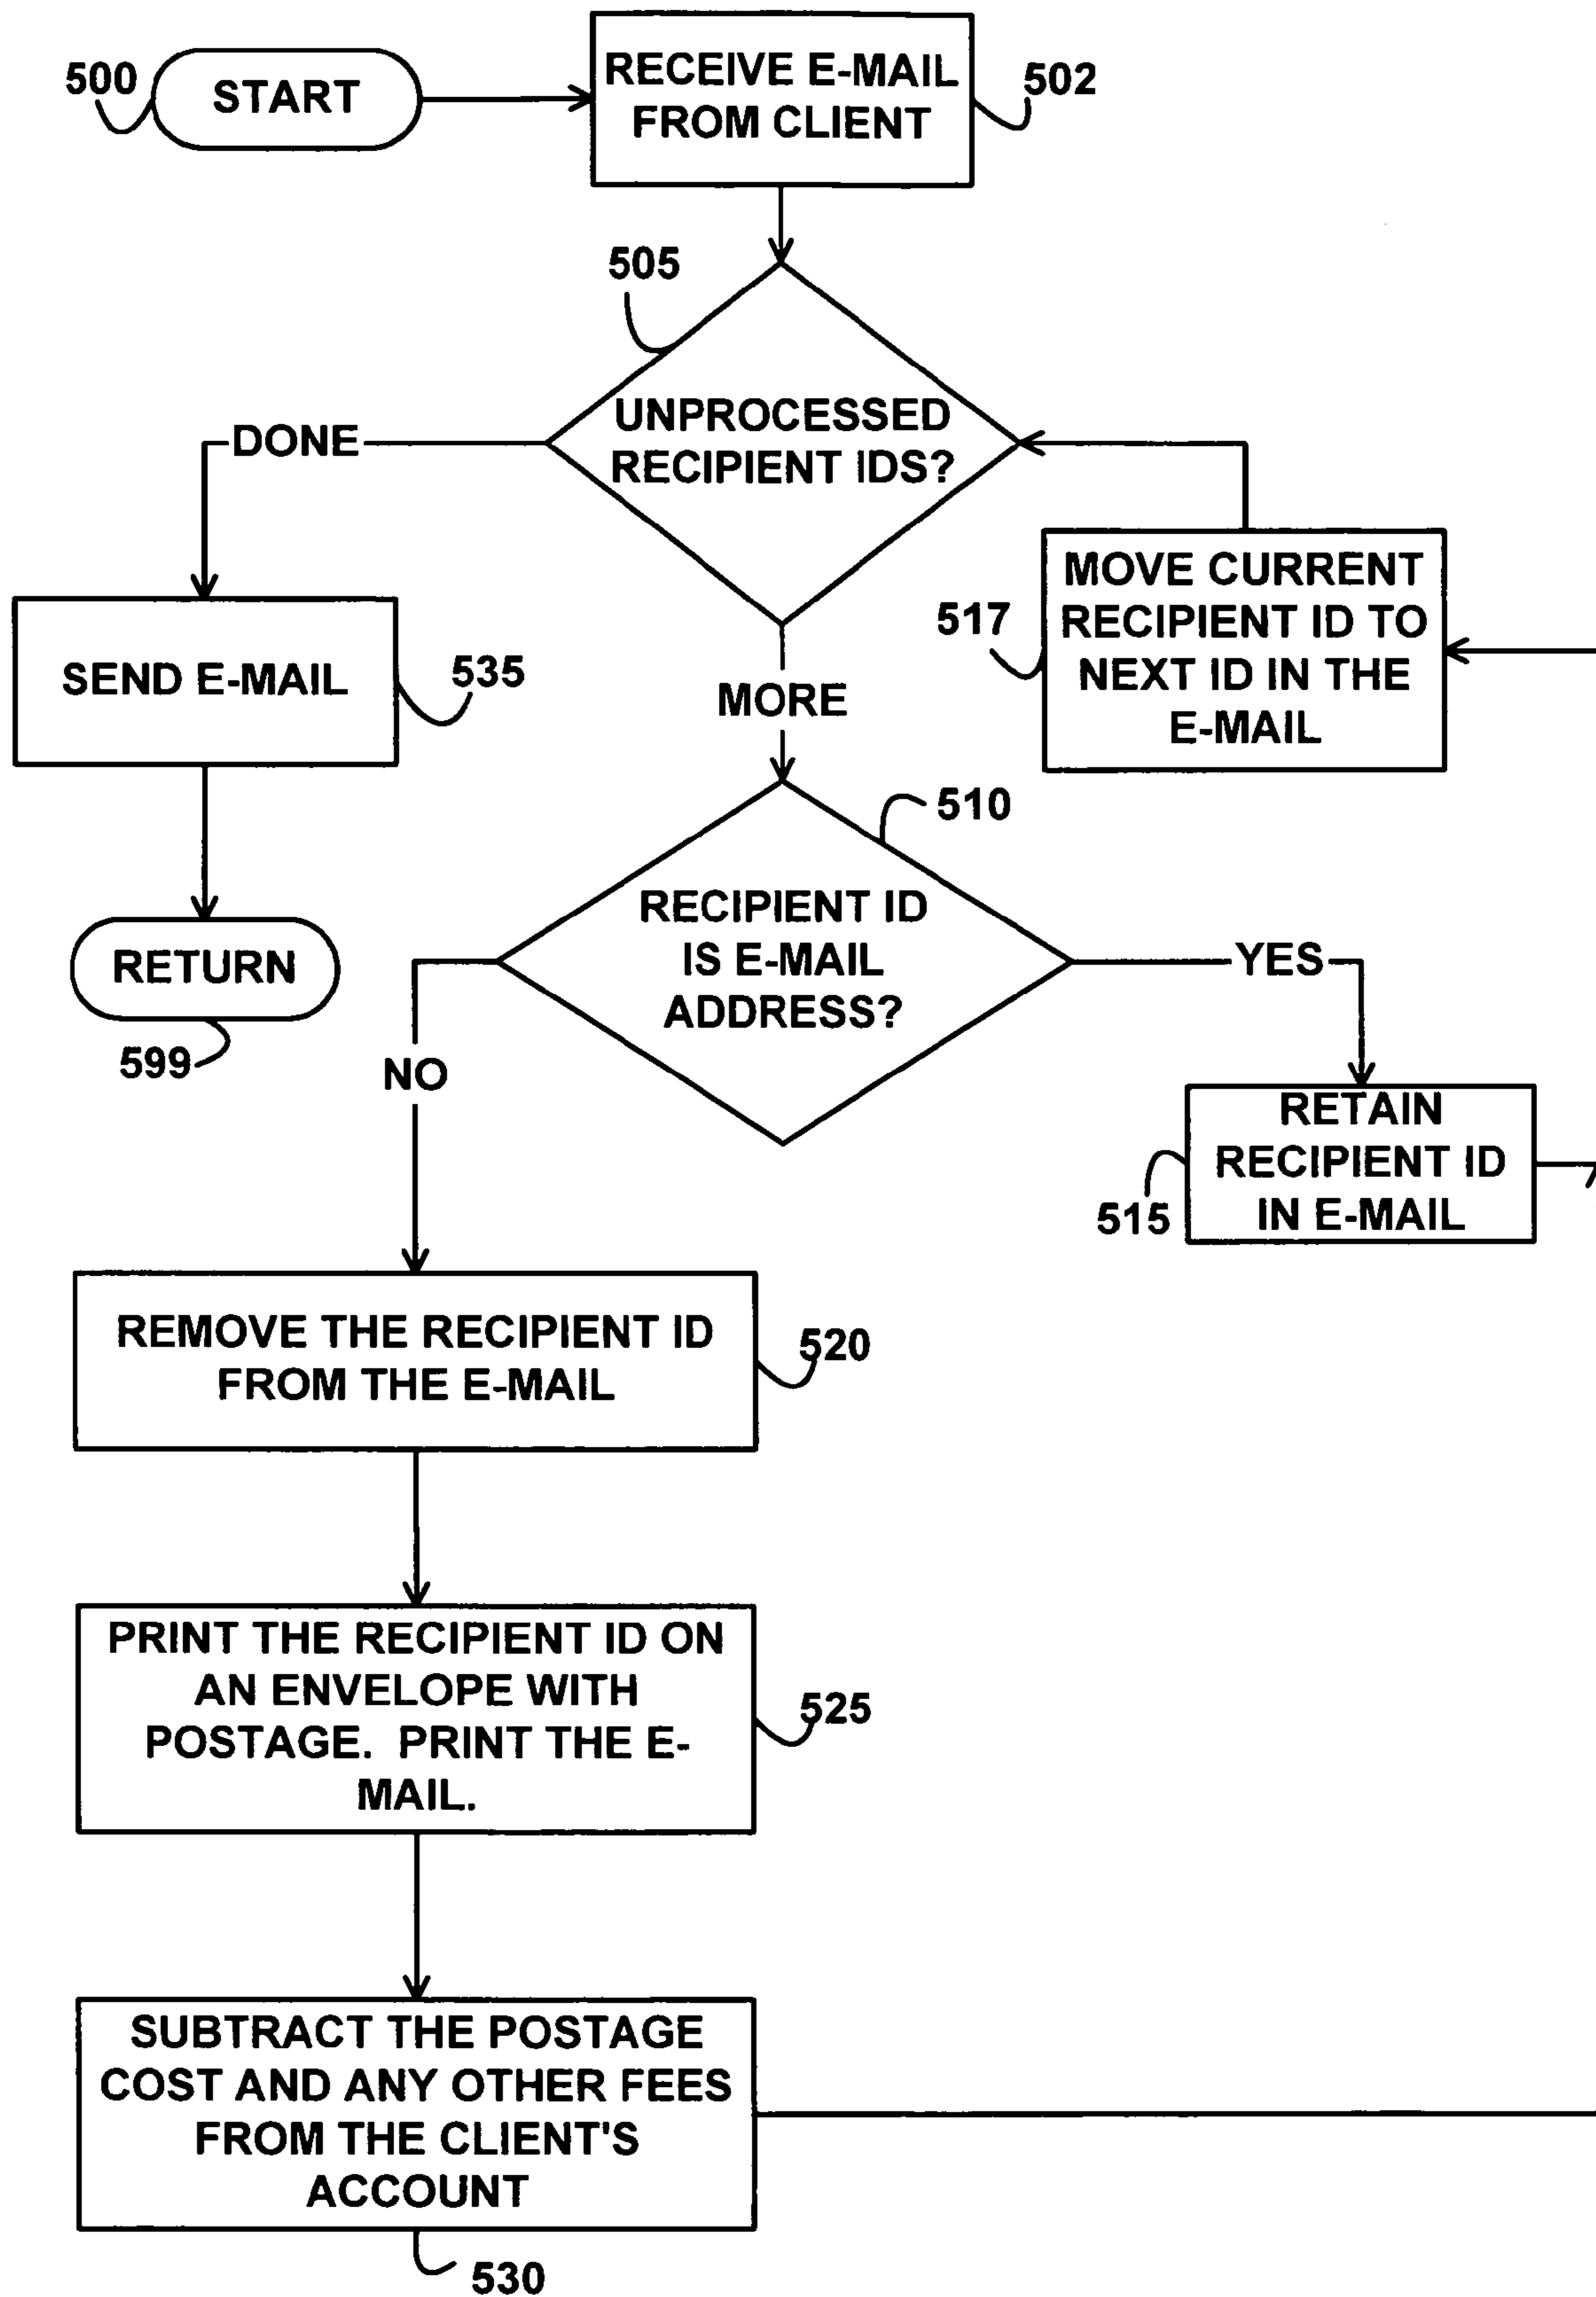 500
START
RECEIVE E-MAIL
FROM CLIENT
502
505
UNPROCESSED
RECIPIENT IDS?
DONE
MOVE CURRENT
RECIPIENT ID TO
NEXT ID IN THE
E-MAIL
517
SEND E-MAIL
535
MORE
510
RECIPIENT ID
IS E-MAIL
ADDRESS?
YES
RETURN
599
NO
RETAIN
RECIPIENT ID
IN E-MAIL
515
REMOVE THE RECIPIENT ID
FROM THE E-MAIL
520
PRINT THE RECIPIENT ID ON
AN ENVELOPE WITH
POSTAGE. PRINT THE E-
MAIL.
525
SUBTRACT THE POSTAGE
COST AND ANY OTHER FEES
FROM THE CLIENT'S
ACCOUNT
530